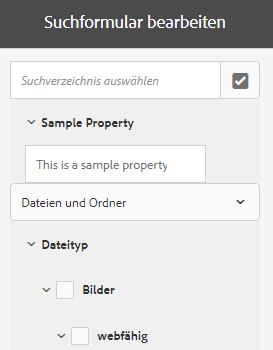 Suchformular bearbeiten
Suchverzeichnis auswählen
Sample Property
This is a sample property
Dateien und Ordner
Dateityp
Bilder
webfähig